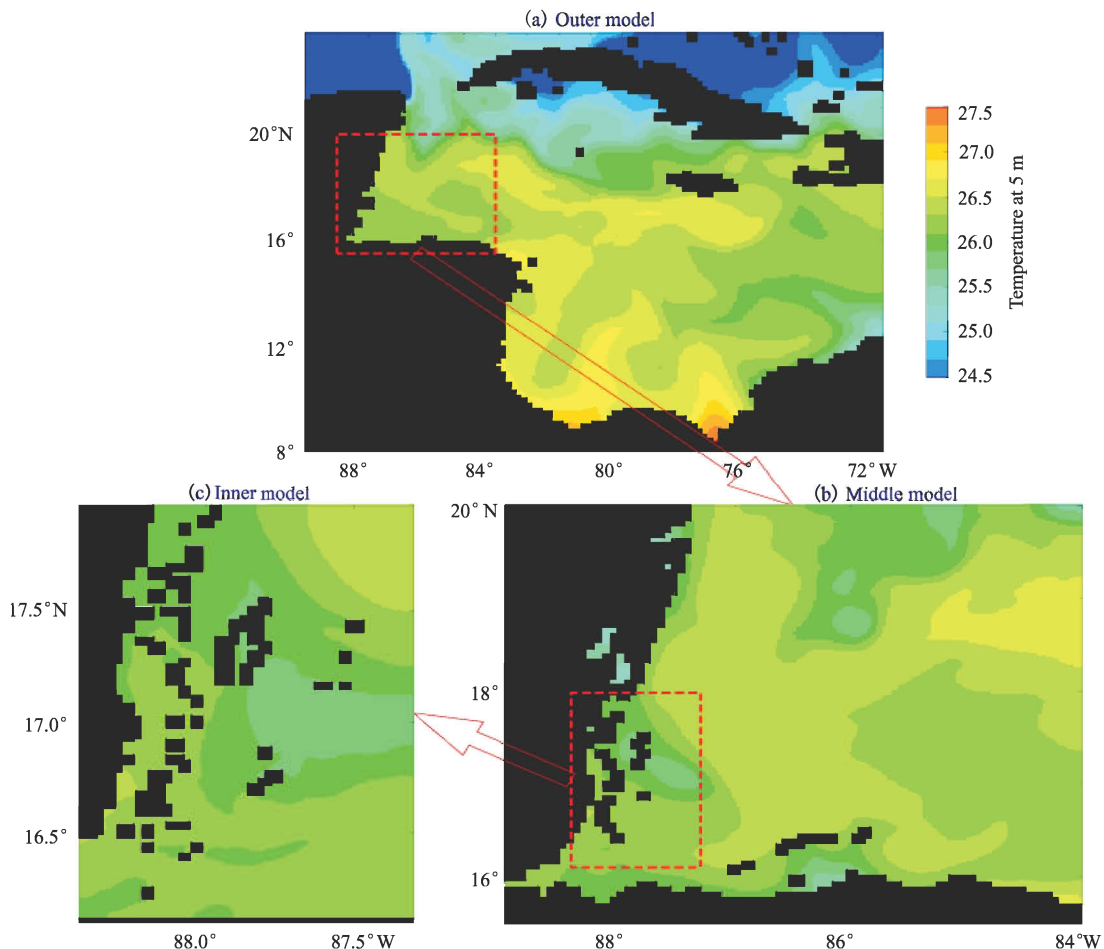 (a) Outer model
20°N
16°
12°
8°
88°
84°
80°
76°
72°W
27.5
27.0
26.5
26.0
25.5
25.0
24.5
Temperature at 5 m
(c) Inner model
17.5°N
17.0°
16.5°
88.0°
87.5°W
(b) Middle model
20°N
18°
16°
88°
86°
84°W